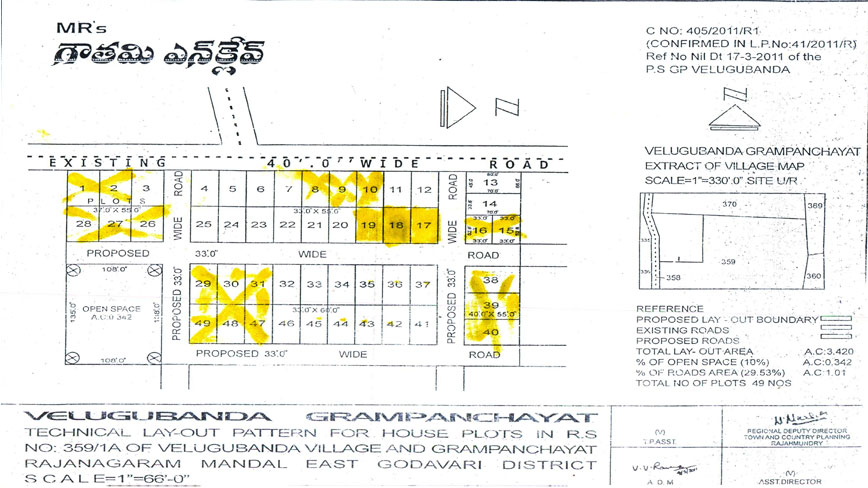 MR's
గౌతమి ఎన్‌క్లేవ్
C NO: 405/2011/R1
(CONFIRMED IN L.P.No:41/2011/R)
Ref No Nil Dt 17-3-2011 of the
P.S GP VELUGUBANDA
VELUGUBANDA GRAMPANCHAYAT
EXTRACT OF VILLAGE MAP
SCALE=1"=330'.0" SITE U/R
370 369
359
358 360
EXISTING 40'.0" WIDE ROAD
1 2 3 ROAD 4 5 6 7 8 9 10 11 12 ROAD 13
PLOTS
37.0'X 55.0' 33.0'X 55.0' 14
28 27 26 WIDE 25 24 23 22 21 20 19 18 17 WIDE 16 15
PROPOSED 33'.0" WIDE ROAD
108'.0" PROPOSED 33'.0" 29 30 31 32 33 34 35 36 37 PROPOSED 33'.0" 38
OPEN SPACE
A.C:0.342
135'.0" 138'.0"
33.0'X 60.0' 39
40.0'X 55.0'
49 48 47 46 45 44 43 42 41 40
108'.0" PROPOSED 33'.0" WIDE ROAD
REFERENCE
PROPOSED LAY - OUT BOUNDARY
EXISTING ROADS
PROPOSED ROADS
TOTAL LAY- OUT AREA A.C:3.420
% OF OPEN SPACE (10%) A.C:0.342
% OF ROADS AREA (29.53%) A.C:1.01
TOTAL NO OF PLOTS 49 NOS
VELUGUBANDA GRAMPANCHAYAT
TECHNICAL LAY-OUT PATTERN FOR HOUSE PLOTS IN R.S
NO: 359/1A OF VELUGUBANDA VILLAGE AND GRAMPANCHAYAT
RAJANAGARAM MANDAL EAST GODAVARI DISTRICT
SCALE=1"=66'-0"
(V)
T.P.ASST.
REGIONAL DEPUTY DIRECTOR
TOWN AND COUNTRY PLANNING
RAJAHMUNDRY
A.D.M
(V)
ASST.DIRECTOR